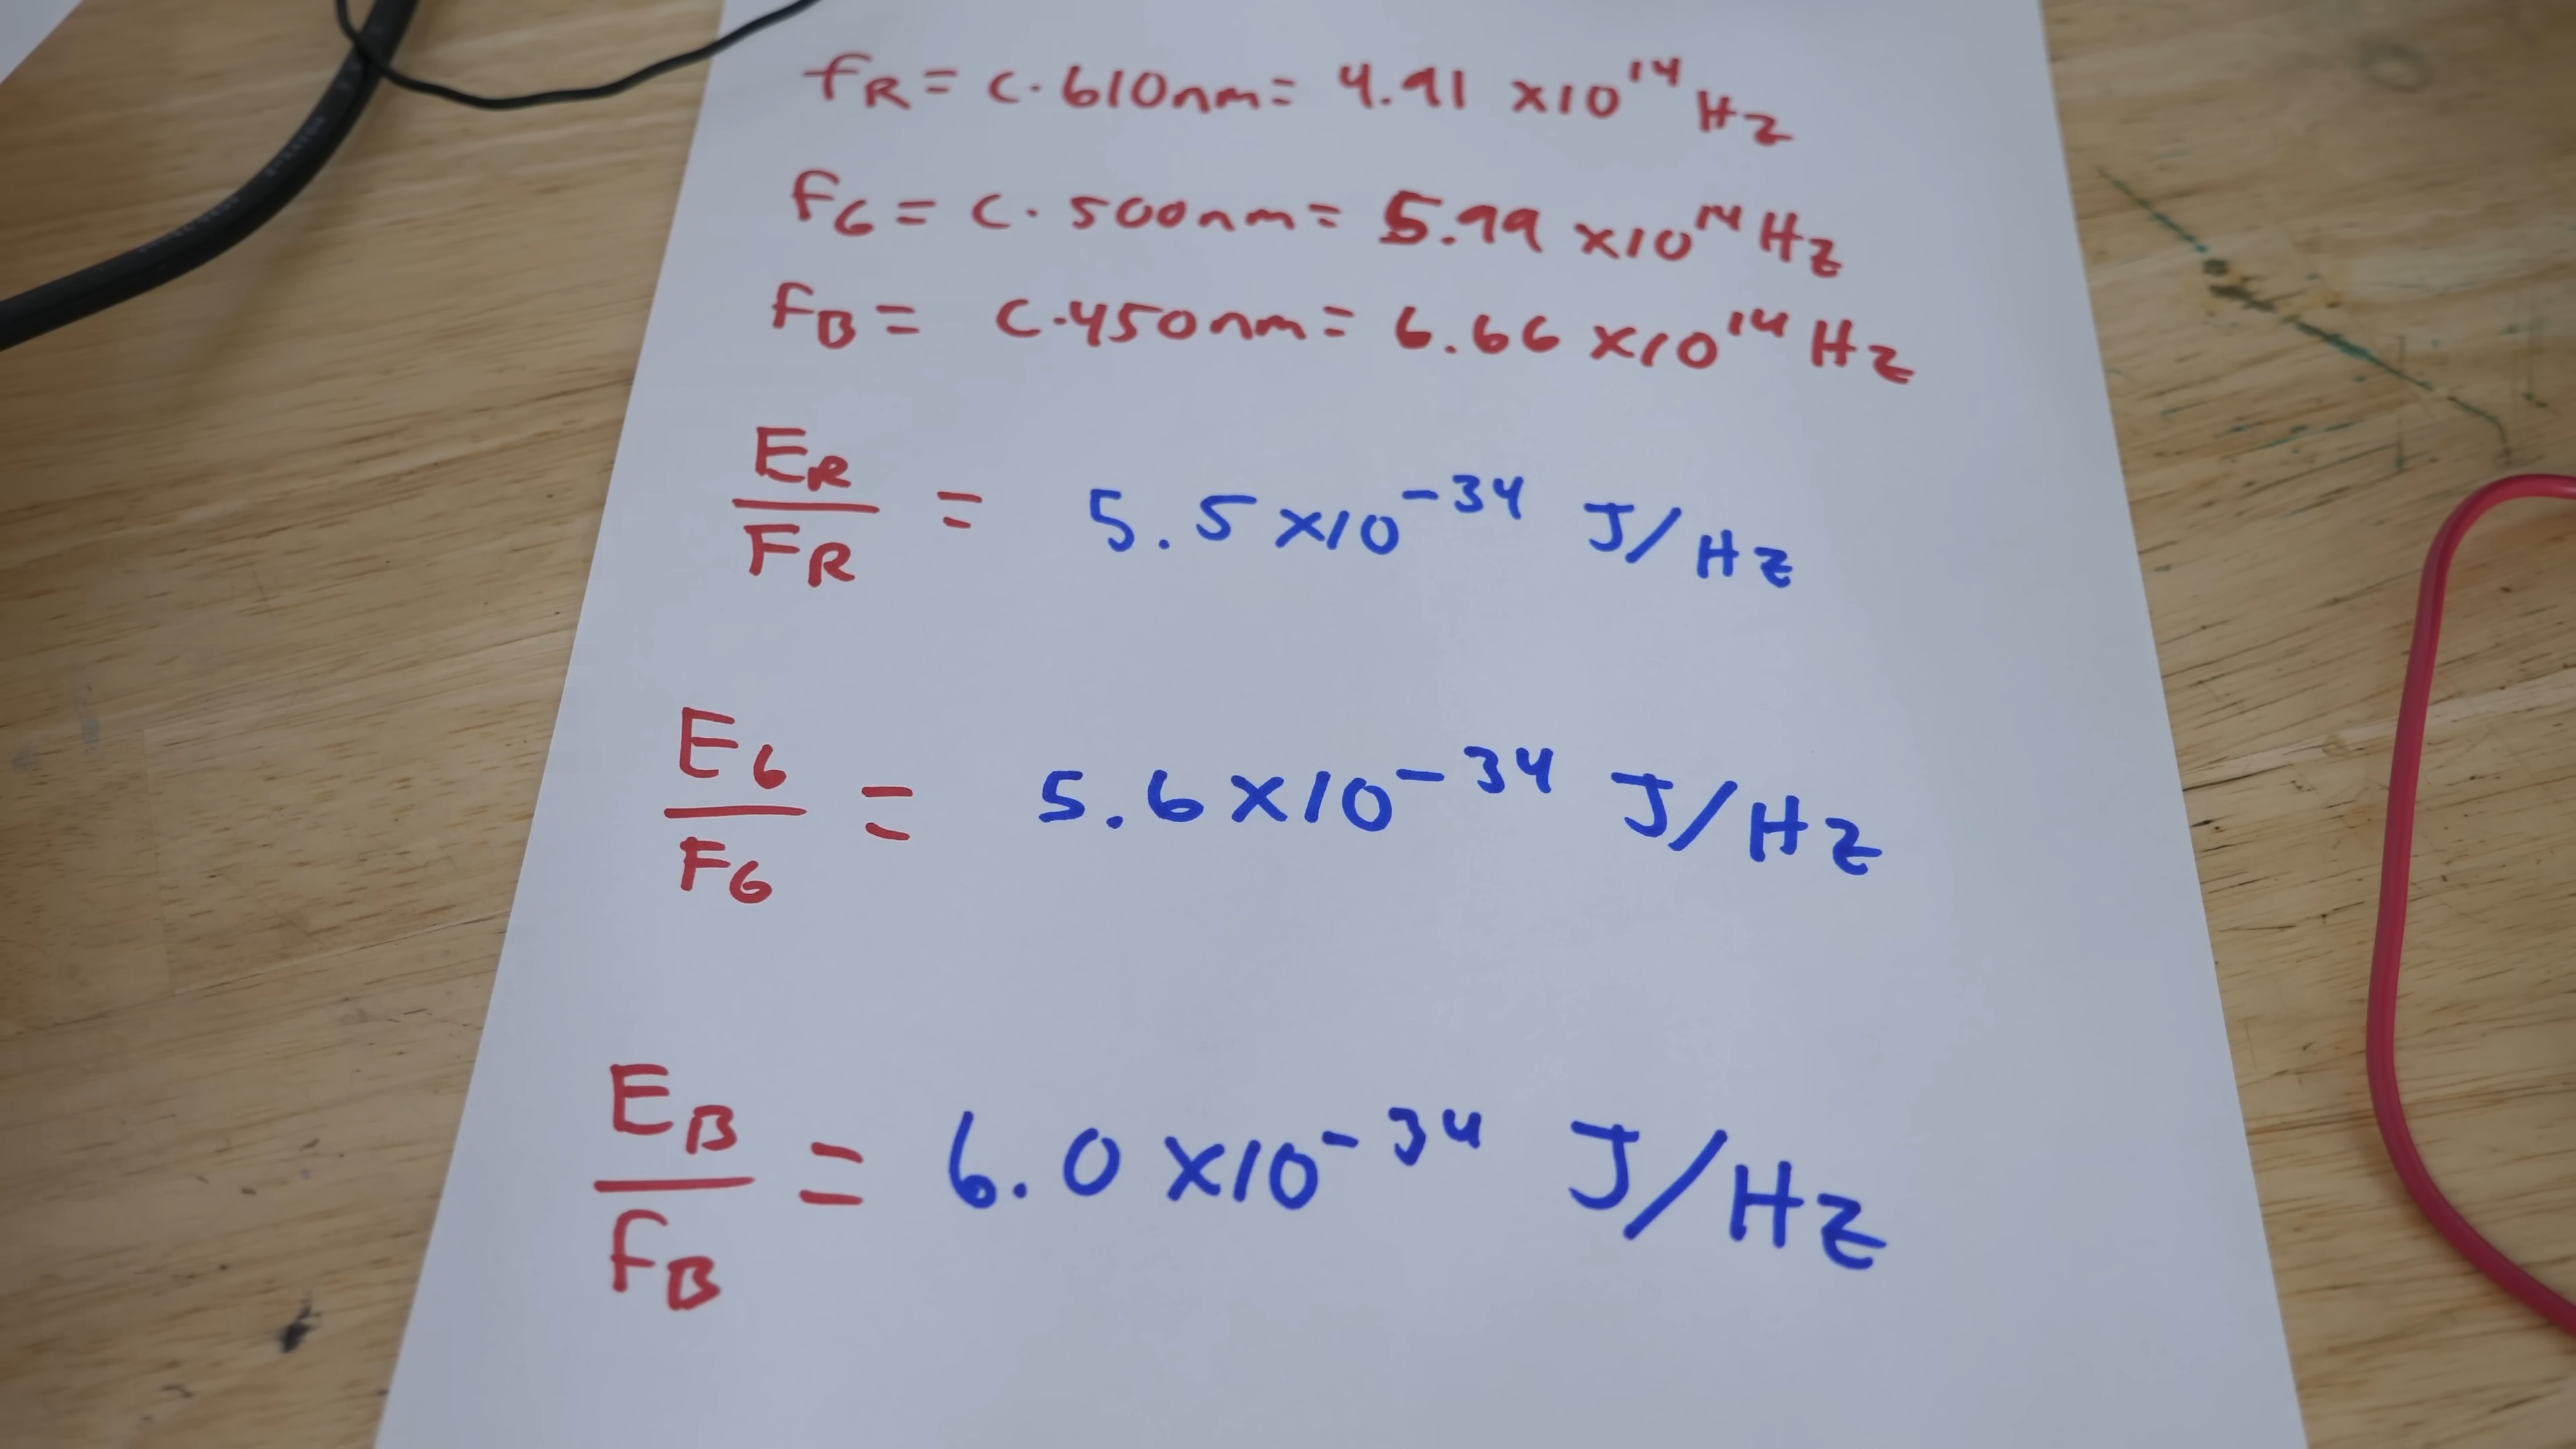 fR = c · 610nm = 4.91 x10^14 Hz
FG = c · 500nm = 5.99 x10^14 Hz
FB = c · 450nm = 6.66 x10^14 Hz
ER/FR = 5.5 x10^-34 J/Hz
EG/FG = 5.6 x10^-34 J/Hz
EB/FB = 6.0 x10^-34 J/Hz